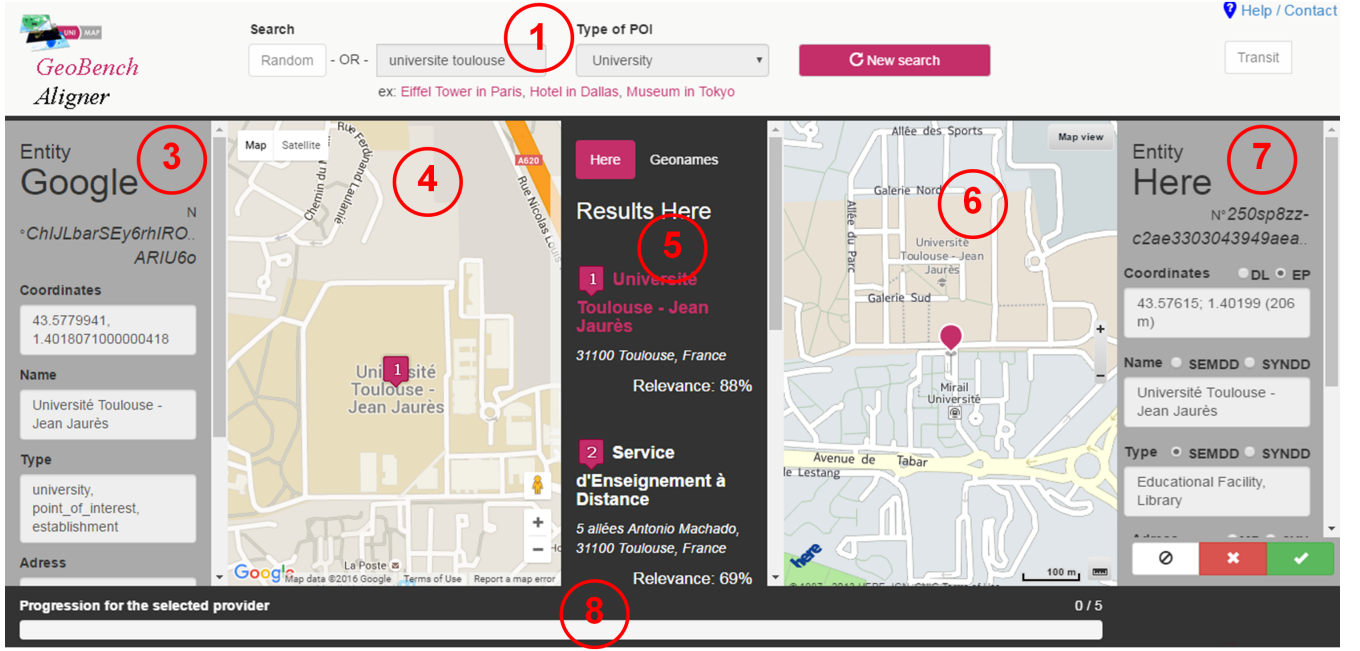 Help / Contact
UNI MAP
GeoBench
Aligner
Search
Random - OR - universite toulouse
ex: Eiffel Tower in Paris, Hotel in Dallas, Museum in Tokyo
1
Type of POI
University
New search
Transit
Entity
Google
3
N
°ChIJLbarSEy6rhIRO..
ARIU6o
Coordinates
43.5779941,
1.4018071000000418
Name
Université Toulouse -
Jean Jaurès
Type
university,
point_of_interest,
establishment
Adress
Map Satellite
4
Rue Ferdinand Laulanié
Chemin du M
A620
Rue Nicolas Louis
1
Université
Toulouse -
Jean Jaurès
La Poste
+
−
Google
Map data ©2016 Google Terms of Use Report a map error
Here Geonames
Results Here
5
1 Université
Toulouse - Jean
Jaurès
31100 Toulouse, France
Relevance: 88%
2 Service
d'Enseignement à
Distance
5 allées Antonio Machado,
31100 Toulouse, France
Relevance: 69%
Allée des Sports
Map view
Galerie Nord
6
Allée du Parc
Université
Toulouse - Jean
Jaurès
Galerie Sud
+
−
Mirail
Université
Avenue de Tabar
le Lestang
here
100 m
Entity
Here
7
N°250sp8zz-
c2ae3303043949aea..
Coordinates DL EP
43.57615; 1.40199 (206
m)
Name SEMDD SYNDD
Université Toulouse -
Jean Jaurès
Type SEMDD SYNDD
Educational Facility,
Library
Progression for the selected provider
8
0 / 5